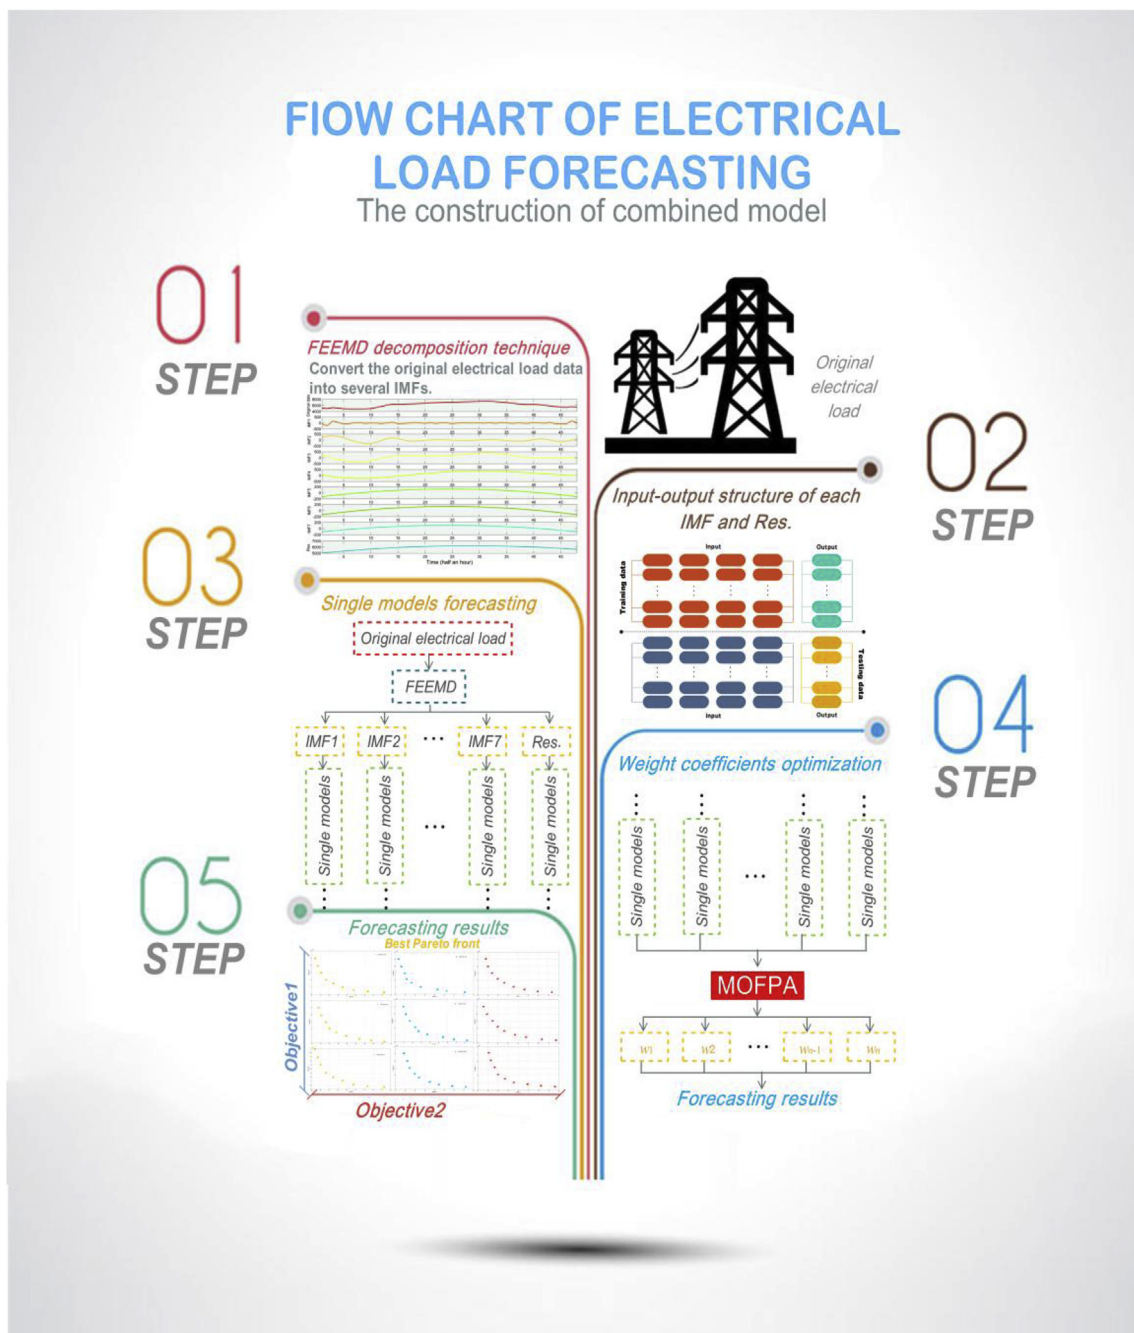 FIOW CHART OF ELECTRICAL
LOAD FORECASTING
The construction of combined model
01
STEP
FEEMD decomposition technique
Convert the original electrical load data
into several IMFs.
Time (half an hour)
Original
electrical
load
02
STEP
Input-output structure of each
IMF and Res.
Input
Output
Training data
Testing data
Input
Output
03
STEP
Single models forecasting
Original electrical load
FEEMD
IMF1
IMF2
...
IMF7
Res.
Single models
Single models
...
Single models
Single models
04
STEP
Weight coefficients optimization
Single models
Single models
...
Single models
Single models
MOFPA
w1
w2
...
wn-1
wn
Forecasting results
05
STEP
Forecasting results
Best Pareto front
Objective1
Objective2